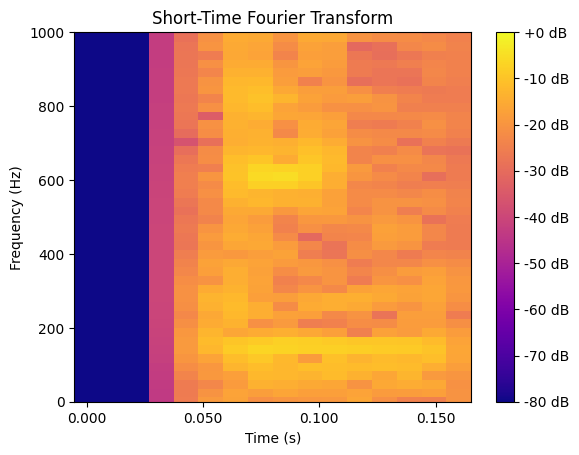 Short-Time Fourier Transform
1000
800
600
400
200
0
Frequency (Hz)
0.000
0.050
0.100
0.150
Time (s)
+0 dB
-10 dB
-20 dB
-30 dB
-40 dB
-50 dB
-60 dB
-70 dB
-80 dB